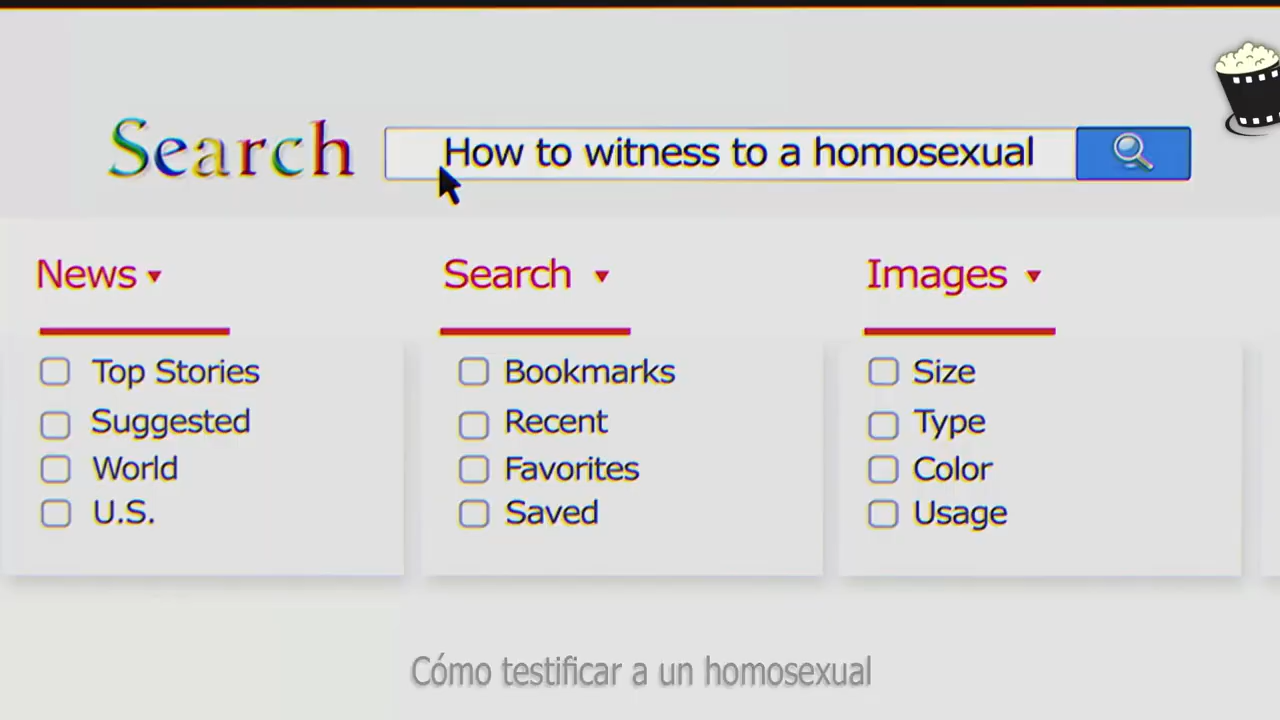 Search
How to witness to a homosexual
News
Search
Images
Top Stories
Suggested
World
U.S.
Bookmarks
Recent
Favorites
Saved
Size
Type
Color
Usage
Cómo testificar a un homosexual